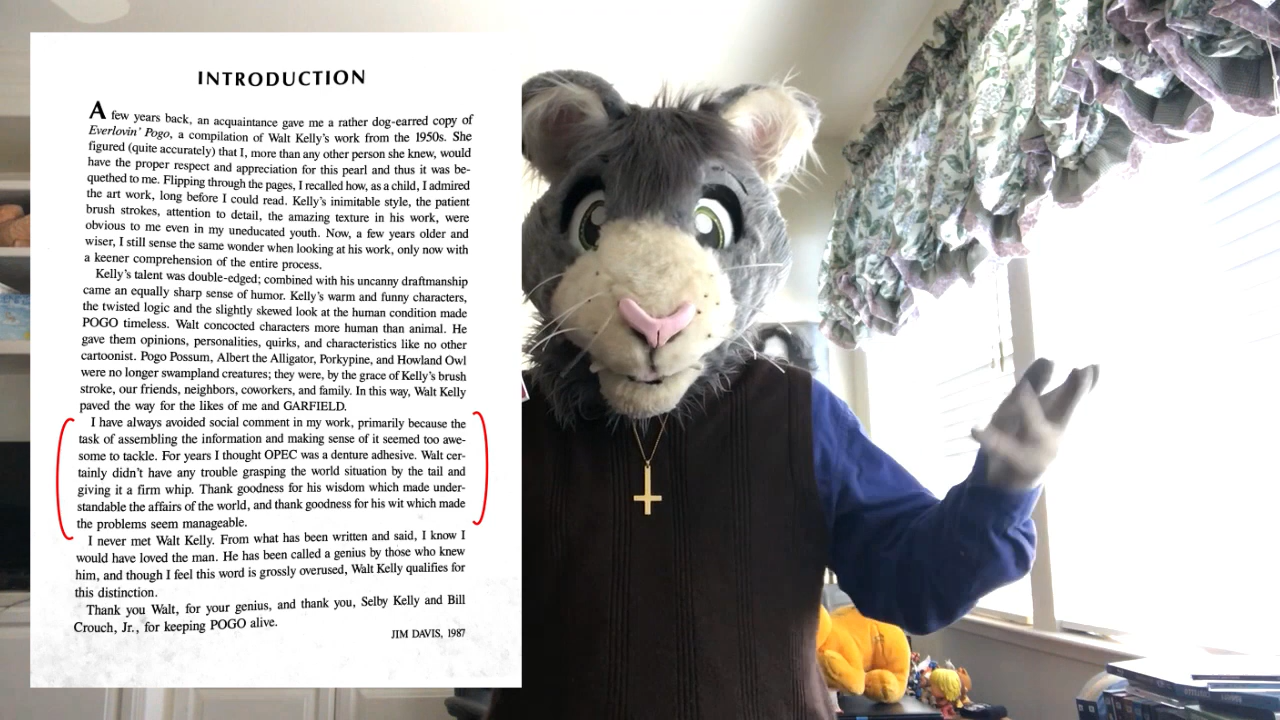 INTRODUCTION
A few years back, an acquaintance gave me a rather dog-earred copy of
Everlovin' Pogo, a compilation of Walt Kelly's work from the 1950s. She
figured (quite accurately) that I, more than any other person she knew, would
have the proper respect and appreciation for this pearl and thus it was be-
quethed to me. Flipping through the pages, I recalled how, as a child, I admired
the art work, long before I could read. Kelly's inimitable style, the patient
brush strokes, attention to detail, the amazing texture in his work, were
obvious to me even in my uneducated youth. Now, a few years older and
wiser, I still sense the same wonder when looking at his work, only now with
a keener comprehension of the entire process.
Kelly's talent was double-edged; combined with his uncanny draftmanship
came an equally sharp sense of humor. Kelly's warm and funny characters,
the twisted logic and the slightly skewed look at the human condition made
POGO timeless. Walt concocted characters more human than animal. He
gave them opinions, personalities, quirks, and characteristics like no other
cartoonist. Pogo Possum, Albert the Alligator, Porkypine, and Howland Owl
were no longer swampland creatures; they were, by the grace of Kelly's brush
stroke, our friends, neighbors, coworkers, and family. In this way, Walt Kelly
paved the way for the likes of me and GARFIELD.
I have always avoided social comment in my work, primarily because the
task of assembling the information and making sense of it seemed too awe-
some to tackle. For years I thought OPEC was a denture adhesive. Walt cer-
tainly didn't have any trouble grasping the world situation by the tail and
giving it a firm whip. Thank goodness for his wisdom which made under-
standable the affairs of the world, and thank goodness for his wit which made
the problems seem manageable.
I never met Walt Kelly. From what has been written and said, I know I
would have loved the man. He has been called a genius by those who knew
him, and though I feel this word is grossly overused, Walt Kelly qualifies for
this distinction.
Thank you Walt, for your genius, and thank you, Selby Kelly and Bill
Crouch, Jr., for keeping POGO alive.
JIM DAVIS, 1987